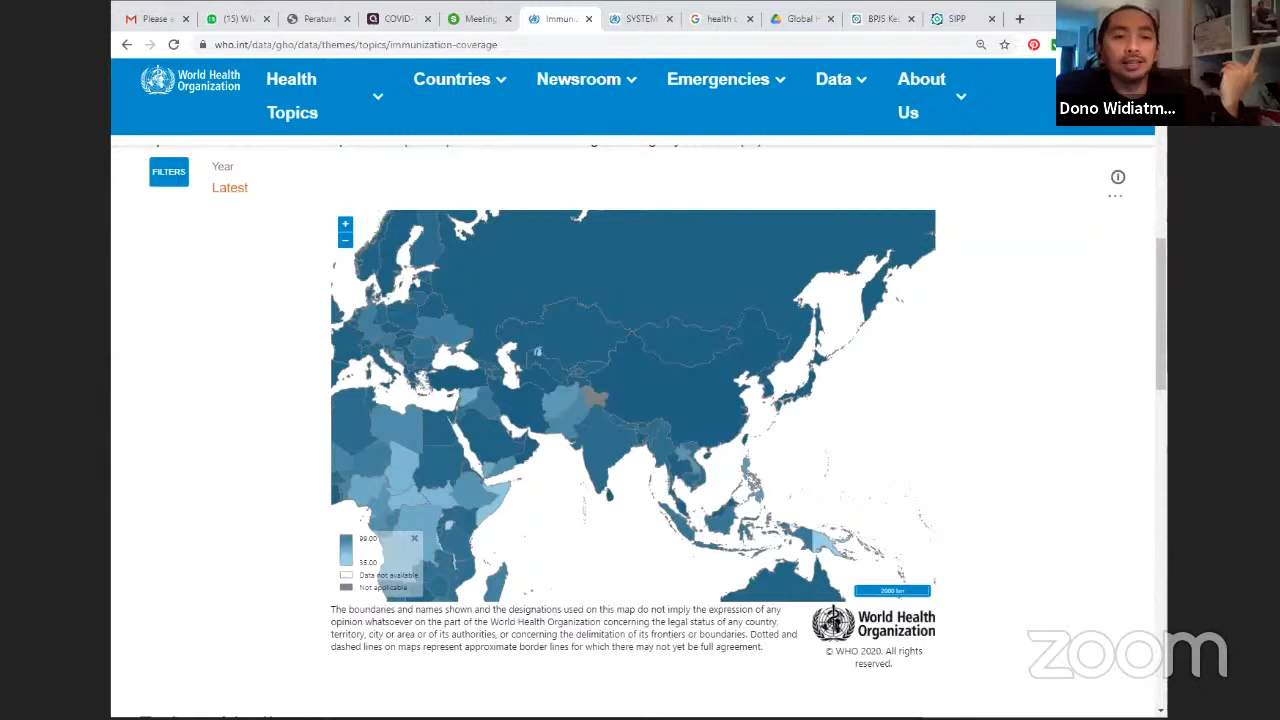 Please a
(15) Wh
Peratura
COVID-
Meeting
Immuni
SYSTEM
health c
Global H
BPJS Ke
SIPP
who.int/data/gho/data/themes/topics/immunization-coverage
World Health
Organization
Health
Topics
Countries
Newsroom
Emergencies
Data
About
Us
Dono Widiatm...
FILTERS
Year
Latest
+
−
99.00
35.00
Data not available
Not applicable
2000 km
The boundaries and names shown and the designations used on this map do not imply the expression of any
opinion whatsoever on the part of the World Health Organization concerning the legal status of any country,
territory, city or area or of its authorities, or concerning the delimitation of its frontiers or boundaries. Dotted and
dashed lines on maps represent approximate border lines for which there may not yet be full agreement.
World Health
Organization
© WHO 2020. All rights
reserved.
zoom